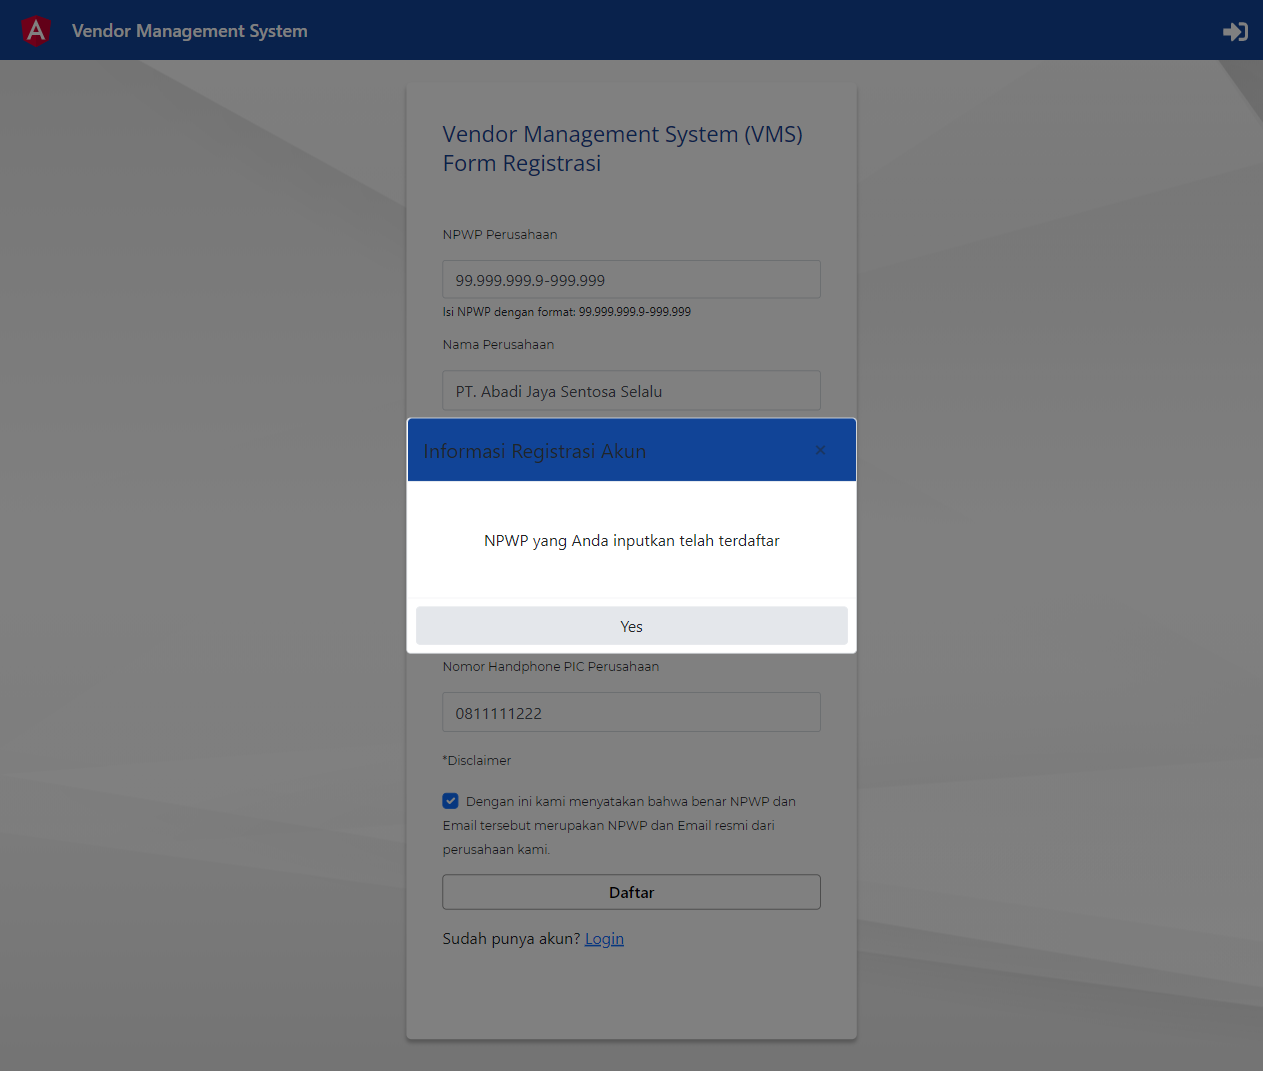 Vendor Management System
Vendor Management System (VMS)
Form Registrasi
NPWP Perusahaan
99.999.999.9-999.999
Isi NPWP dengan format: 99.999.999.9-999.999
Nama Perusahaan
PT. Abadi Jaya Sentosa Selalu
Informasi Registrasi Akun ×
NPWP yang Anda inputkan telah terdaftar
Yes
Nomor Handphone PIC Perusahaan
0811111222
*Disclaimer
Dengan ini kami menyatakan bahwa benar NPWP dan
Email tersebut merupakan NPWP dan Email resmi dari
perusahaan kami.
Daftar
Sudah punya akun? Login